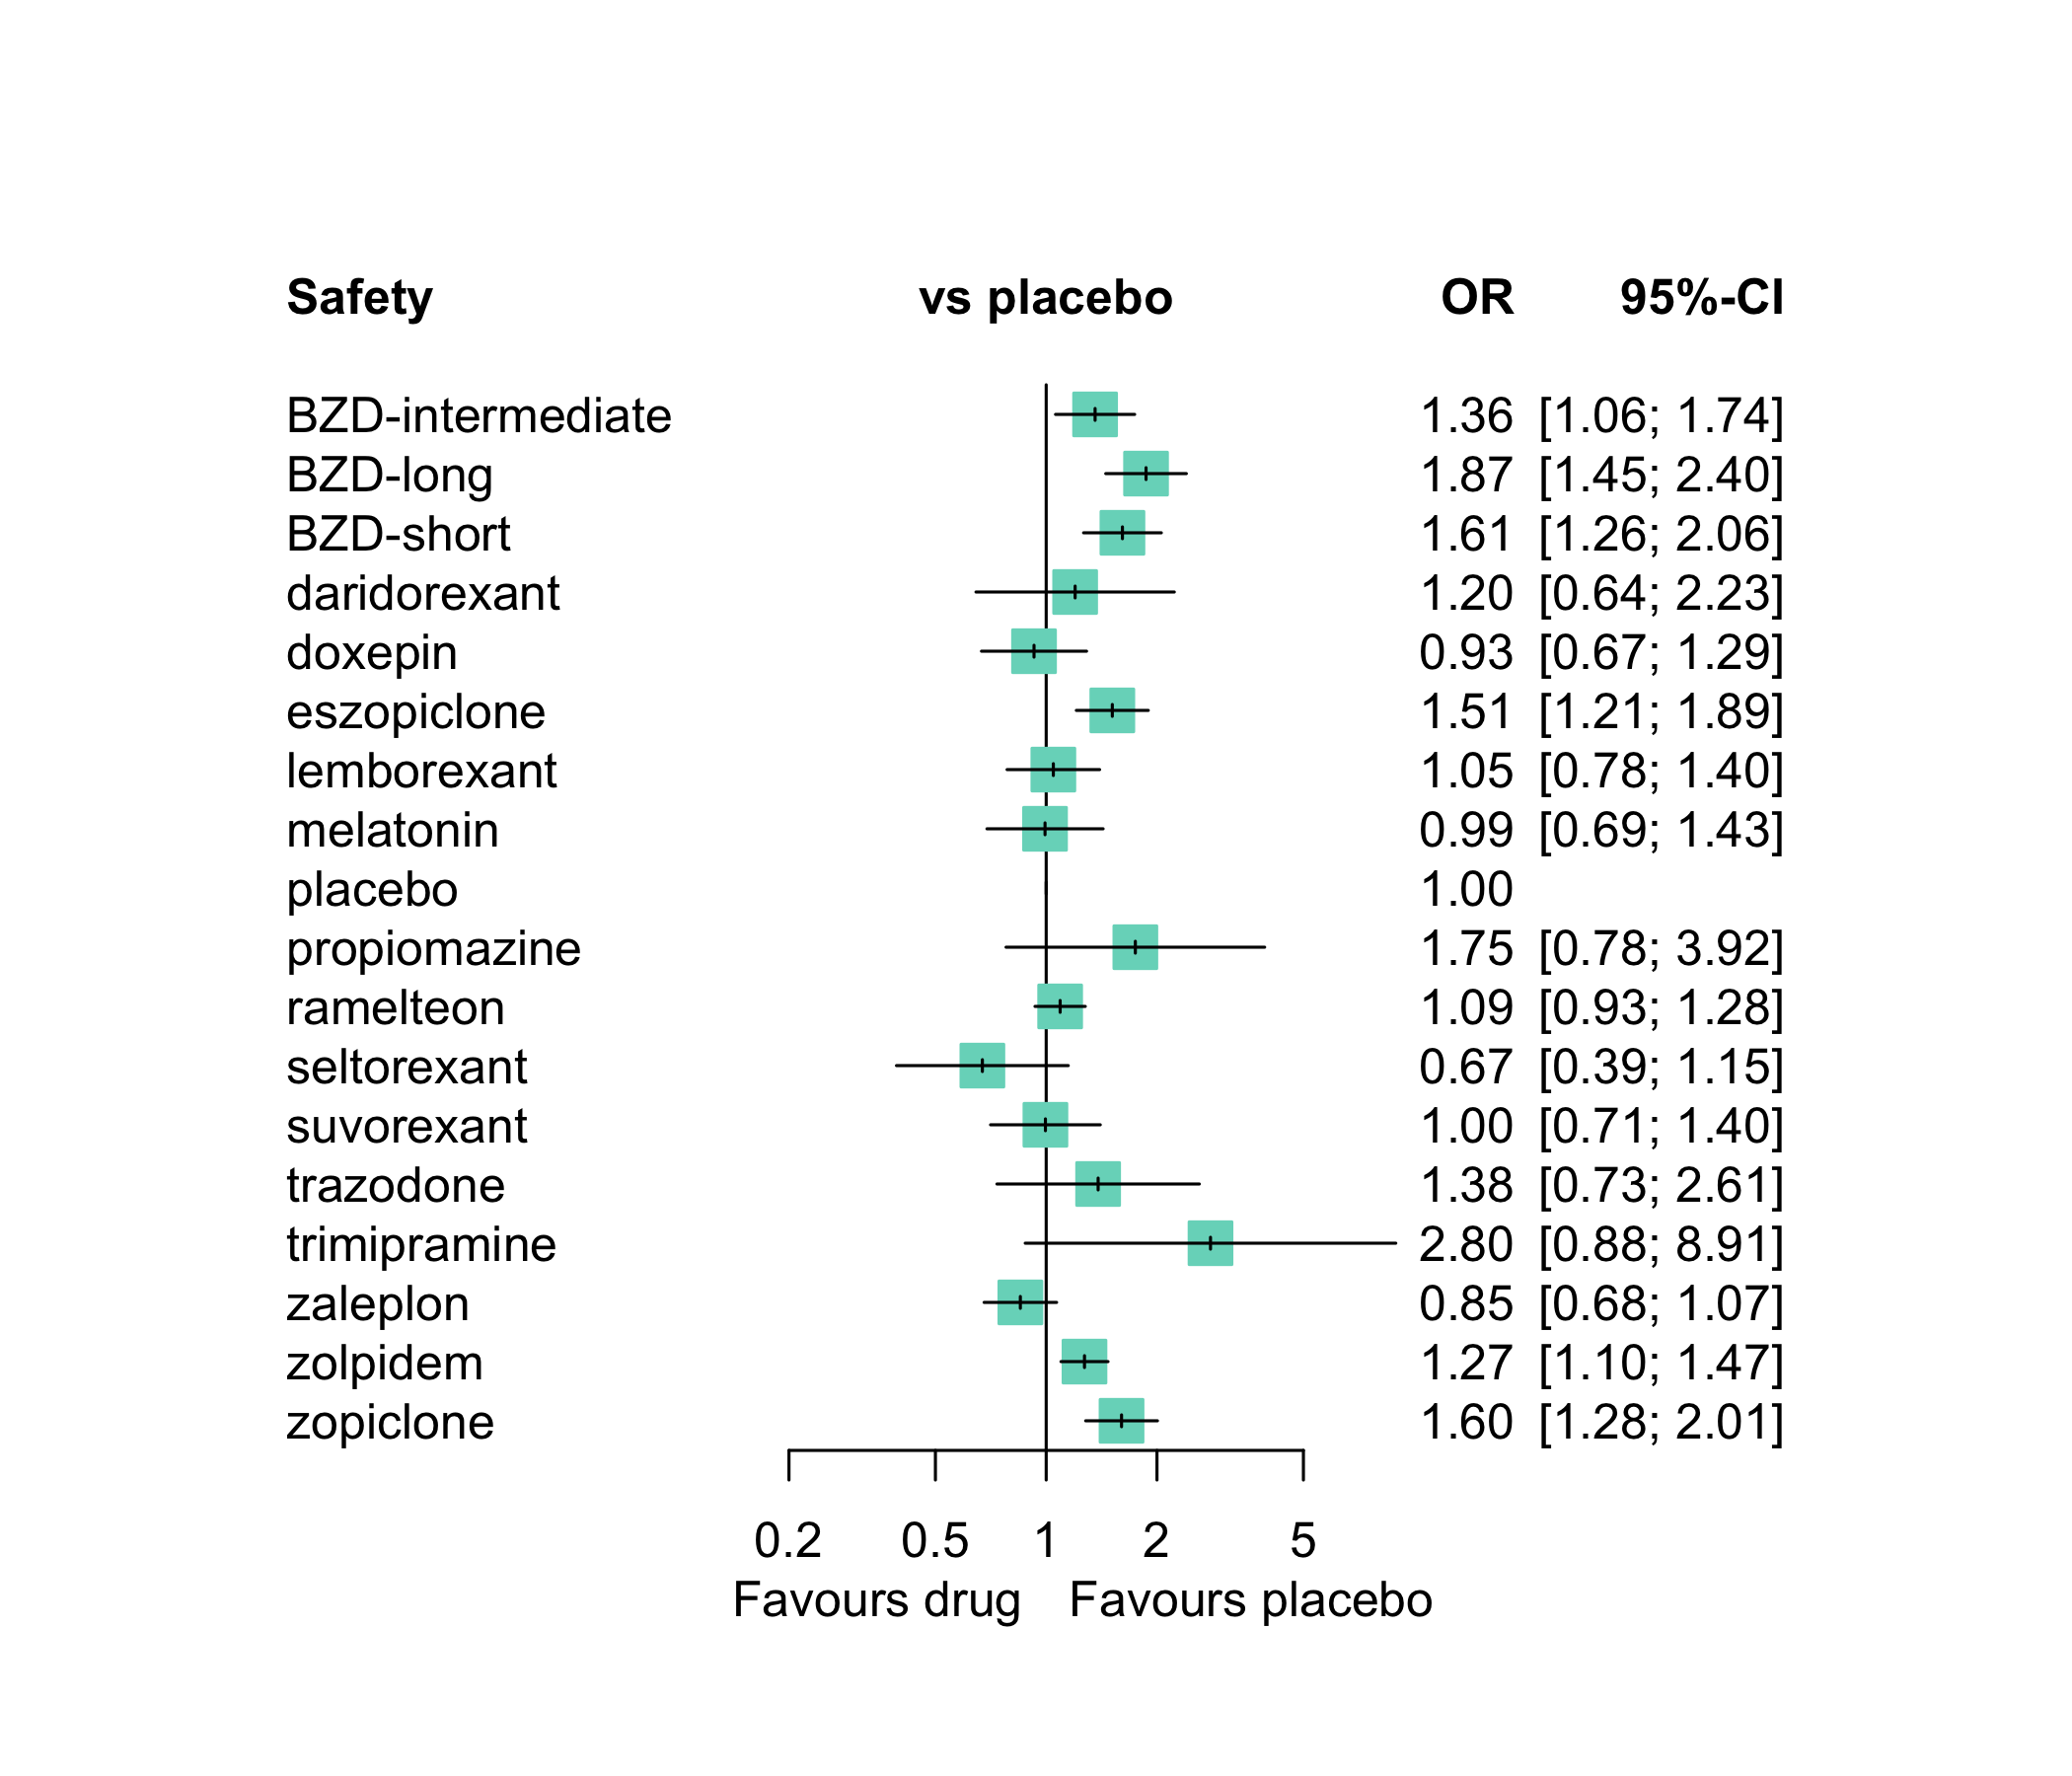 Safety vs placebo OR 95%-CI
BZD-intermediate 1.36 [1.06; 1.74]
BZD-long 1.87 [1.45; 2.40]
BZD-short 1.61 [1.26; 2.06]
daridorexant 1.20 [0.64; 2.23]
doxepin 0.93 [0.67; 1.29]
eszopiclone 1.51 [1.21; 1.89]
lemborexant 1.05 [0.78; 1.40]
melatonin 0.99 [0.69; 1.43]
placebo 1.00
propiomazine 1.75 [0.78; 3.92]
ramelteon 1.09 [0.93; 1.28]
seltorexant 0.67 [0.39; 1.15]
suvorexant 1.00 [0.71; 1.40]
trazodone 1.38 [0.73; 2.61]
trimipramine 2.80 [0.88; 8.91]
zaleplon 0.85 [0.68; 1.07]
zolpidem 1.27 [1.10; 1.47]
zopiclone 1.60 [1.28; 2.01]
0.2 0.5 1 2 5
Favours drug Favours placebo